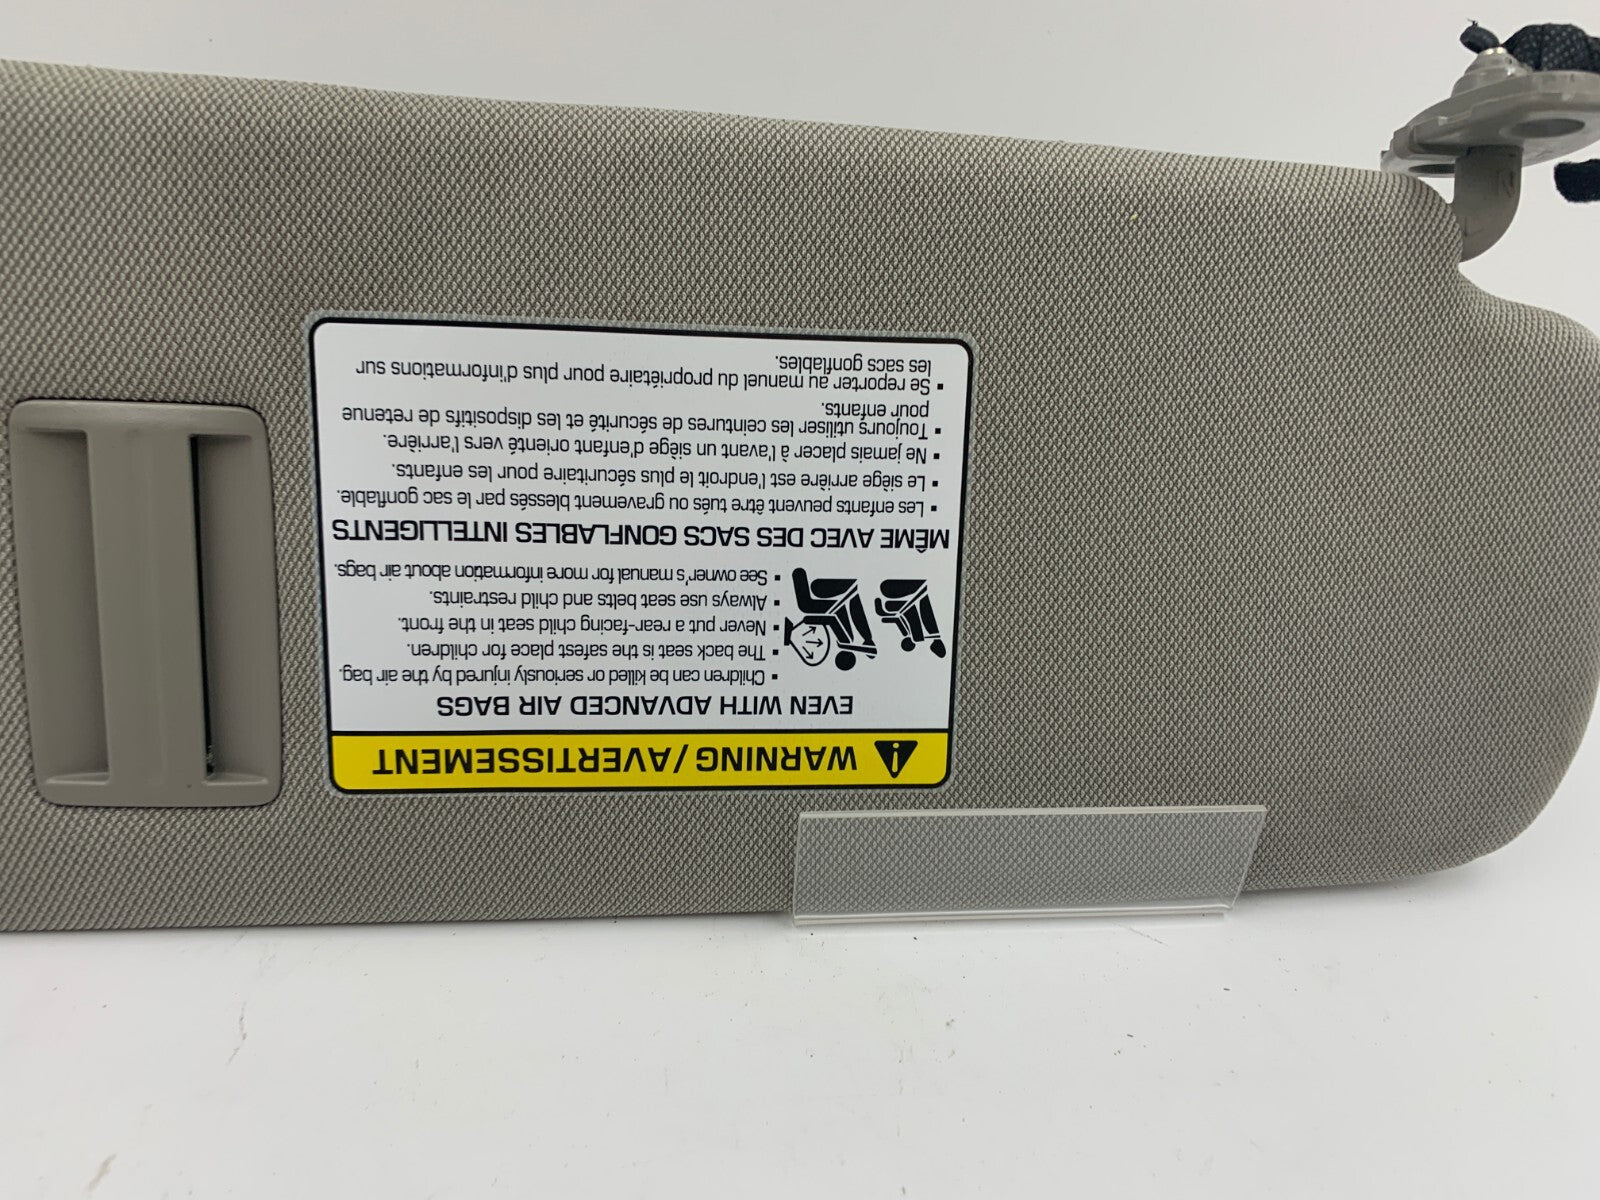 WARNING / AVERTISSEMENT
EVEN WITH ADVANCED AIR BAGS
• Children can be killed or seriously injured by the air bag.
• The back seat is the safest place for children.
• Never put a rear-facing child seat in the front.
• Always use seat belts and child restraints.
• See owner's manual for more information about air bags.
MÊME AVEC DES SACS GONFLABLES INTELLIGENTS
• Les enfants peuvent être tués ou gravement blessés par le sac gonflable.
• Le siège arrière est l'endroit le plus sécuritaire pour les enfants.
• Ne jamais placer à l'avant un siège d'enfant orienté vers l'arrière.
• Toujours utiliser les ceintures de sécurité et les dispositifs de retenue
pour enfants.
• Se reporter au manuel du propriétaire pour plus d'informations sur
les sacs gonflables.